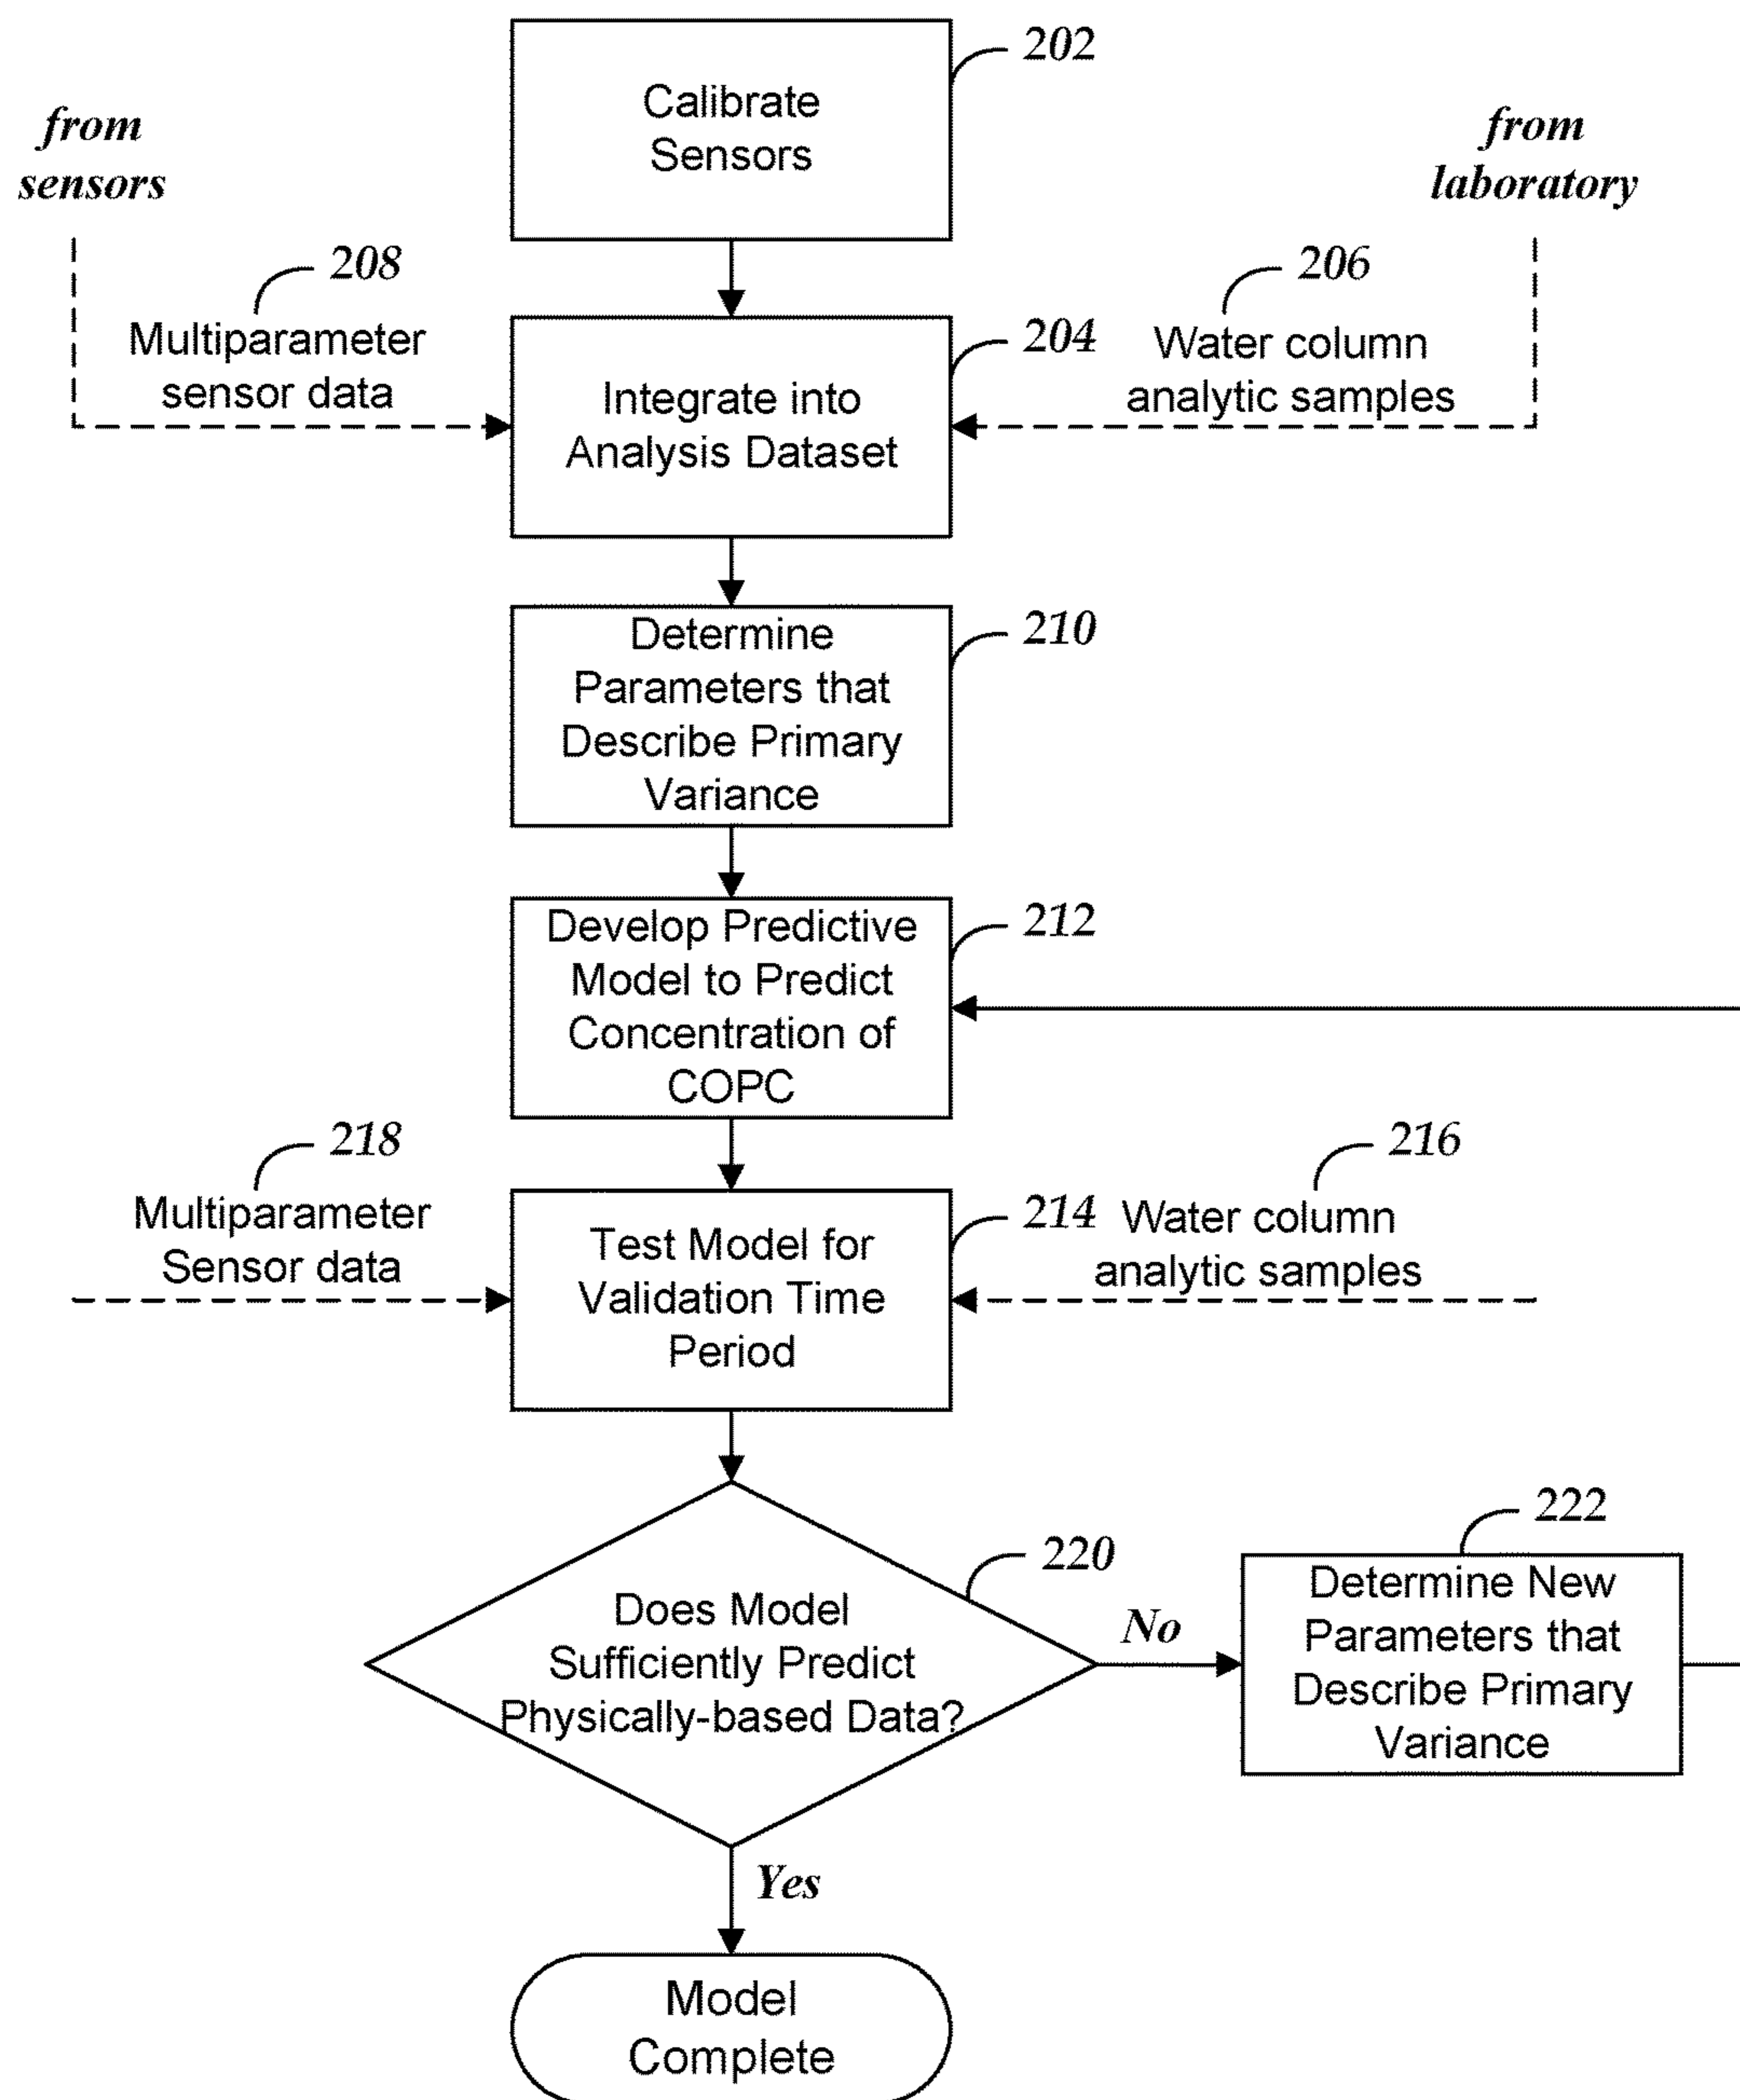 202
Calibrate
Sensors
from
sensors
from
laboratory
208
Multiparameter
sensor data
206
Water column
analytic samples
204
Integrate into
Analysis Dataset
210
Determine
Parameters that
Describe Primary
Variance
212
Develop Predictive
Model to Predict
Concentration of
COPC
218
Multiparameter
Sensor data
216
Water column
analytic samples
214
Test Model for
Validation Time
Period
220
Does Model
Sufficiently Predict
Physically-based Data?
No
222
Determine New
Parameters that
Describe Primary
Variance
Yes
Model
Complete